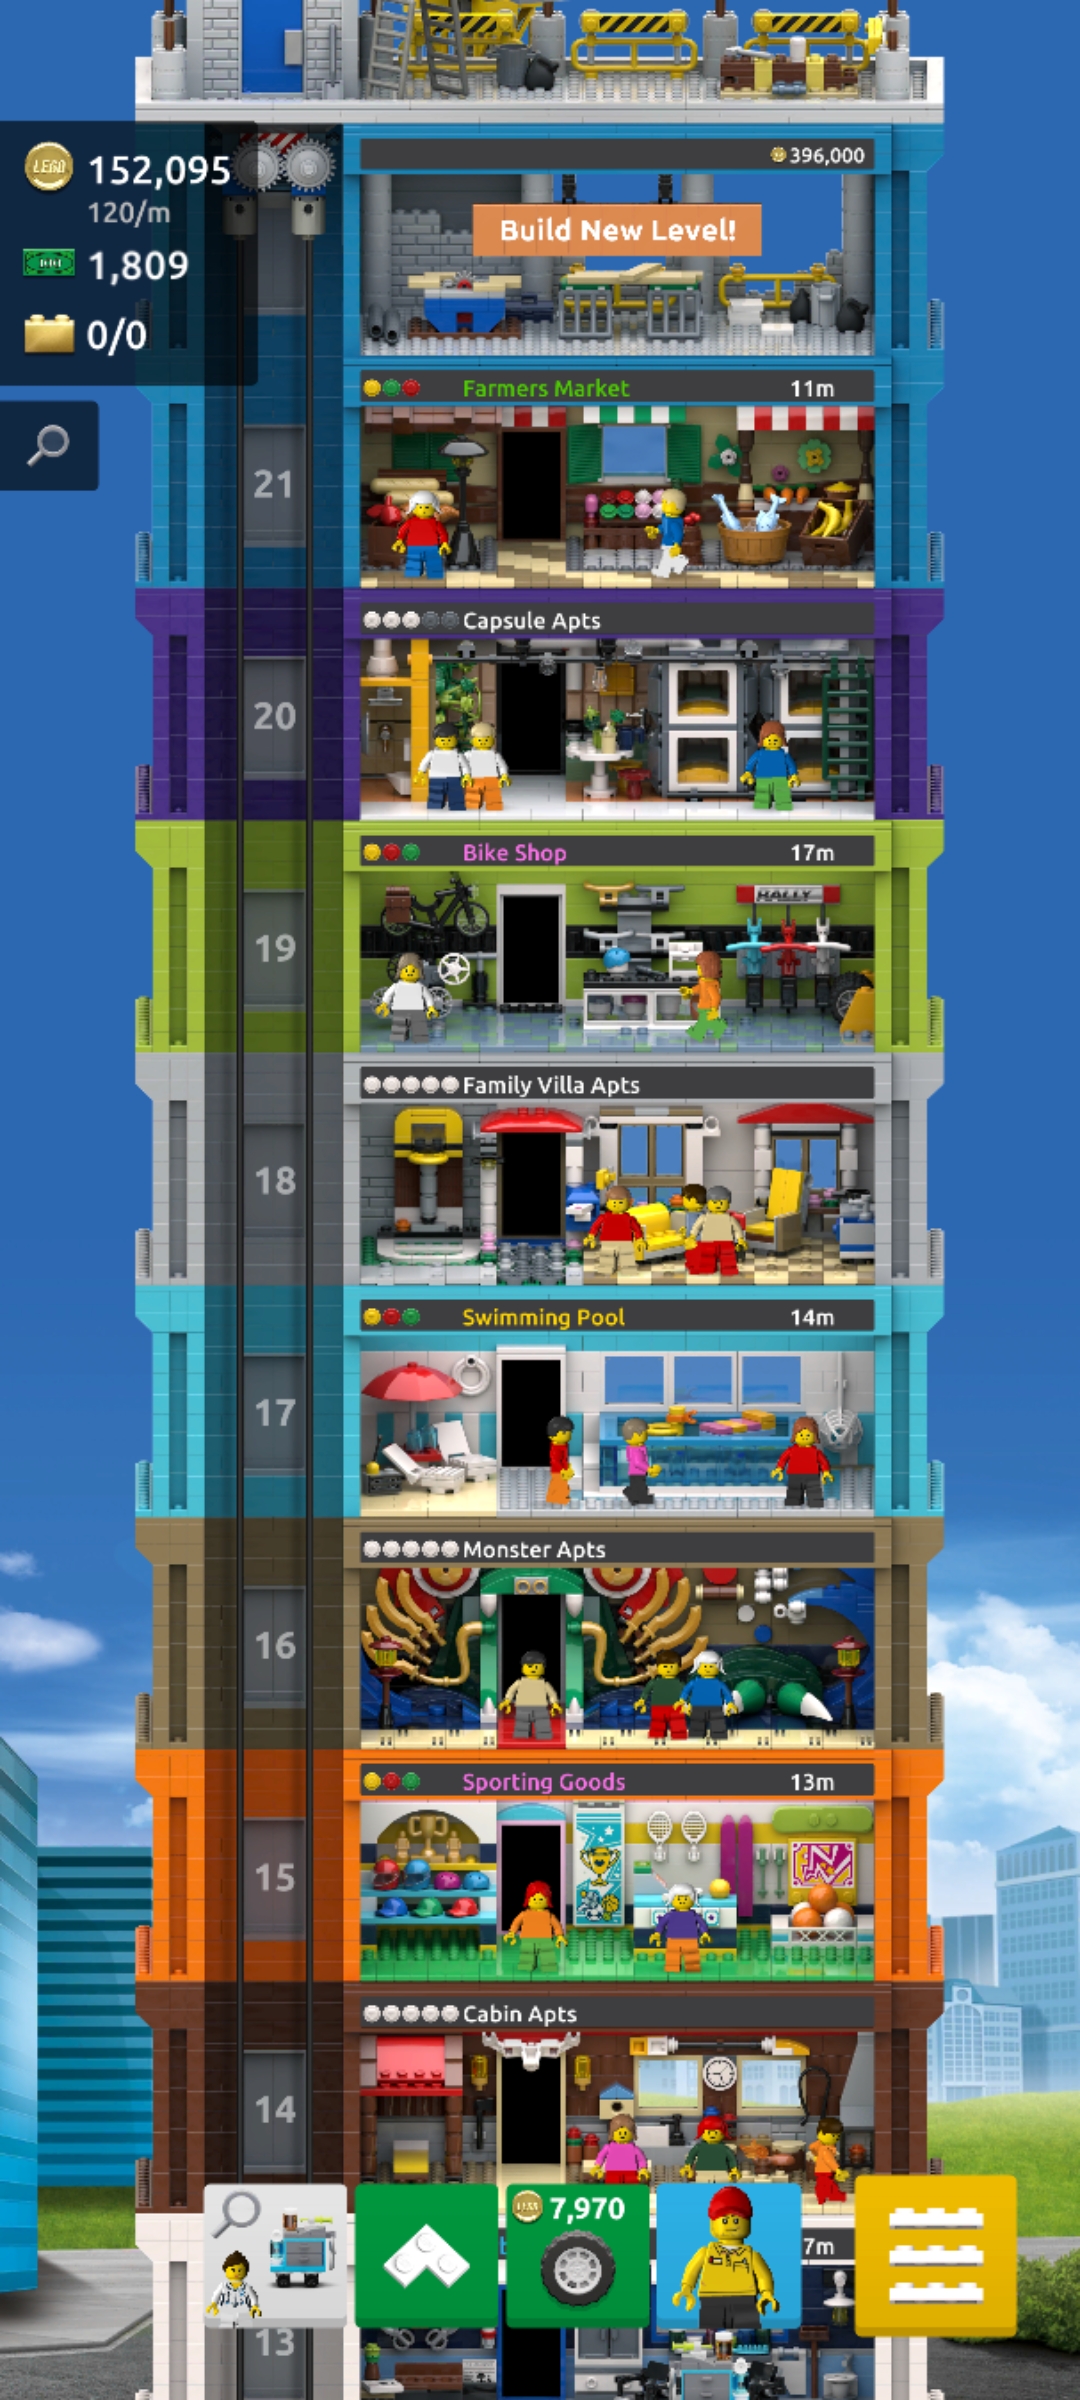 LEGO 152,095
120/m
1,809
0/0
396,000
Build New Level!
Farmers Market 11m
21
Capsule Apts
20
Bike Shop 17m
RALLY
19
Family Villa Apts
18
Swimming Pool 14m
17
Monster Apts
16
Sporting Goods 13m
15
Cabin Apts
14
7,970
7m
13